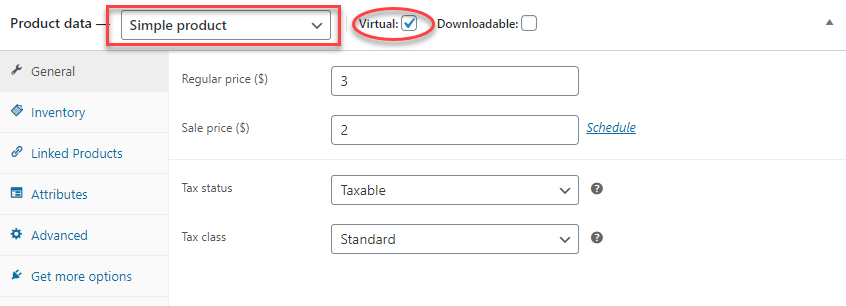 Product data — Simple product Virtual: Downloadable:
General
Inventory
Linked Products
Attributes
Advanced
Get more options
Regular price ($) 3
Sale price ($) 2 Schedule
Tax status Taxable ?
Tax class Standard ?